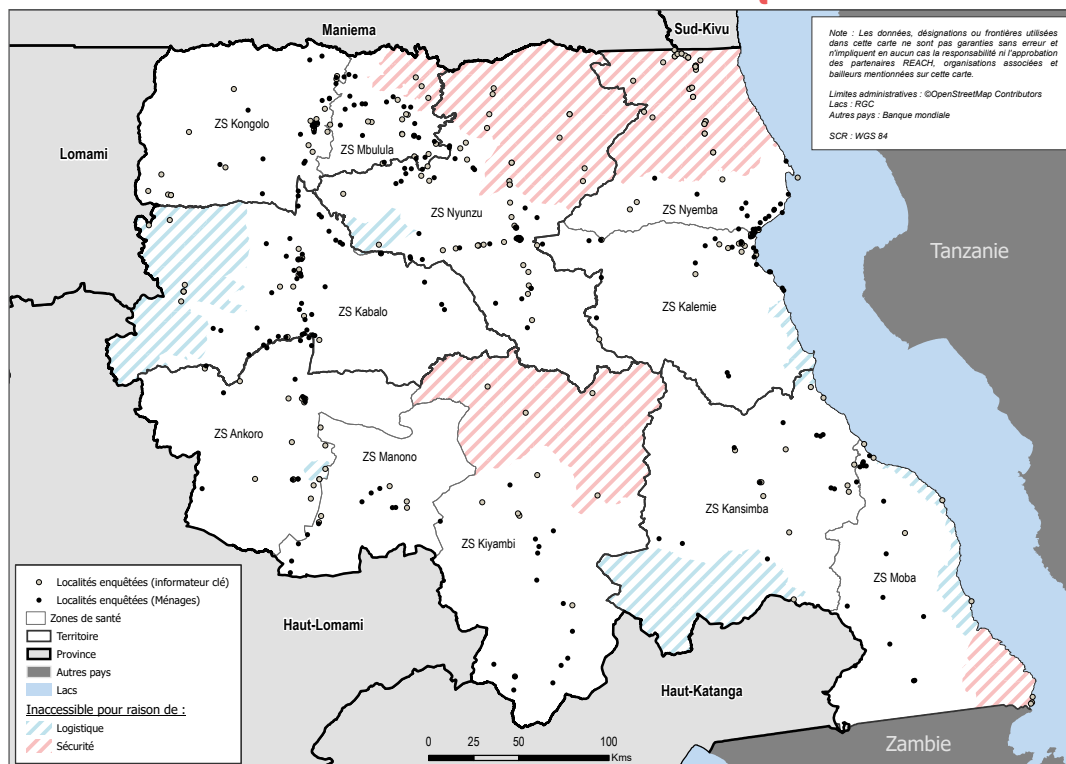 Maniema
Sud-Kivu
Note : Les données, désignations ou frontières utilisées
dans cette carte ne sont pas garanties sans erreur et
n'impliquent en aucun cas la responsabilité ni l'approbation
des partenaires REACH, organisations associées et
bailleurs mentionnées sur cette carte.
Limites administratives : ©OpenStreetMap Contributors
Lacs : RGC
Autres pays : Banque mondiale
SCR : WGS 84
ZS Kongolo
ZS Mbulula
Lomami
ZS Nyunzu
ZS Nyemba
Tanzanie
ZS Kabalo
ZS Kalemie
ZS Ankoro
ZS Manono
ZS Kansimba
ZS Kiyambi
ZS Moba
Haut-Lomami
Haut-Katanga
Zambie
Localités enquêtées (informateur clé)
Localités enquêtées (Ménages)
Zones de santé
Territoire
Province
Autres pays
Lacs
Inaccessible pour raison de :
Logistique
Sécurité
0 25 50 100
Kms